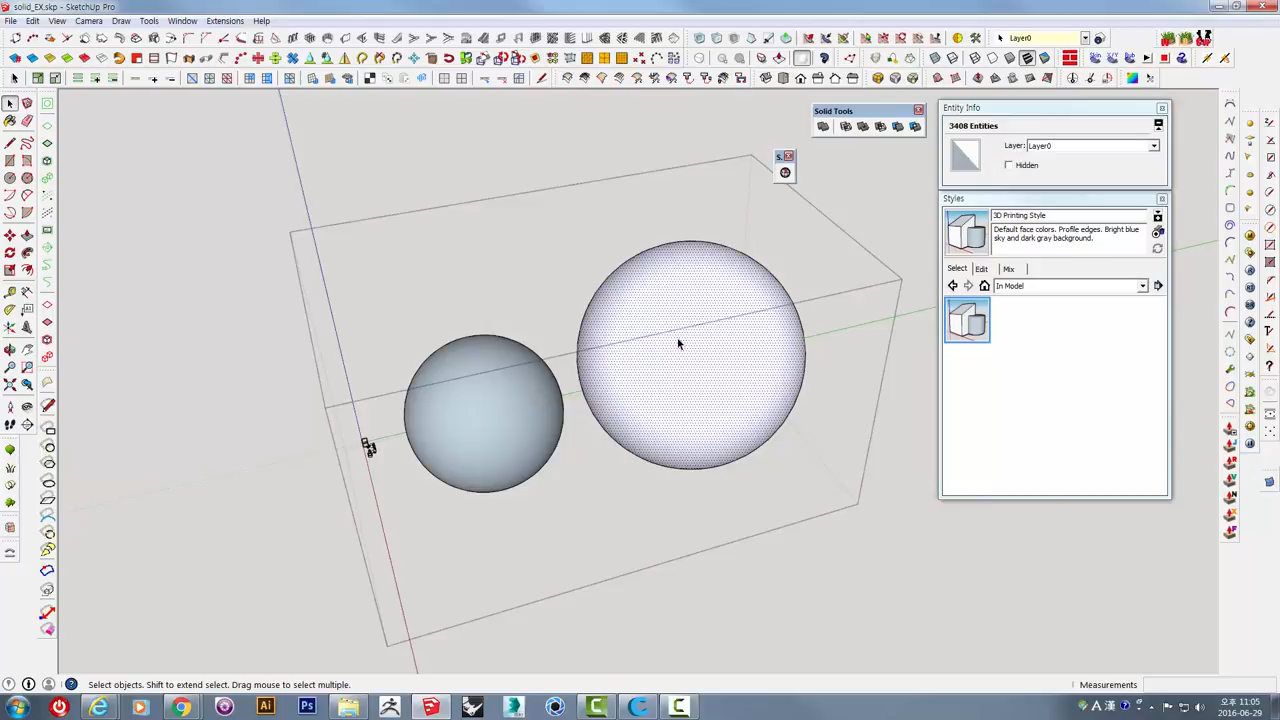 solid_EX.skp - SketchUp Pro
File Edit View Camera Draw Tools Window Extensions Help
Layer0
Solid Tools
S.
Entity Info
3408 Entities
Layer: Layer0
Hidden
Styles
3D Printing Style
Default face colors. Profile edges. Bright blue
sky and dark gray background.
Select Edit Mix
In Model
Select objects. Shift to extend select. Drag mouse to select multiple.
Measurements
Ai
Ps
A 漢
오후 11:05
2016-06-29